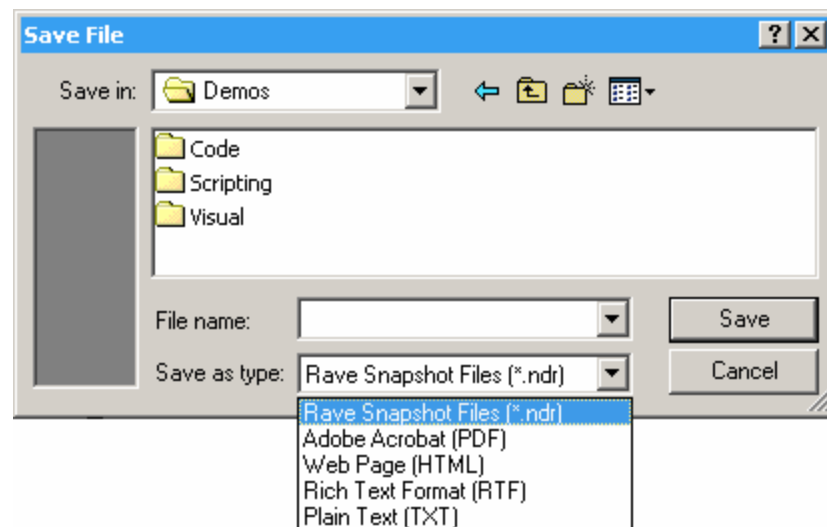 Save File
Save in: Demos
Code
Scripting
Visual
File name: Save
Save as type: Rave Snapshot Files (*.ndr) Cancel
Rave Snapshot Files (*.ndr)
Adobe Acrobat (PDF)
Web Page (HTML)
Rich Text Format (RTF)
Plain Text (TXT)